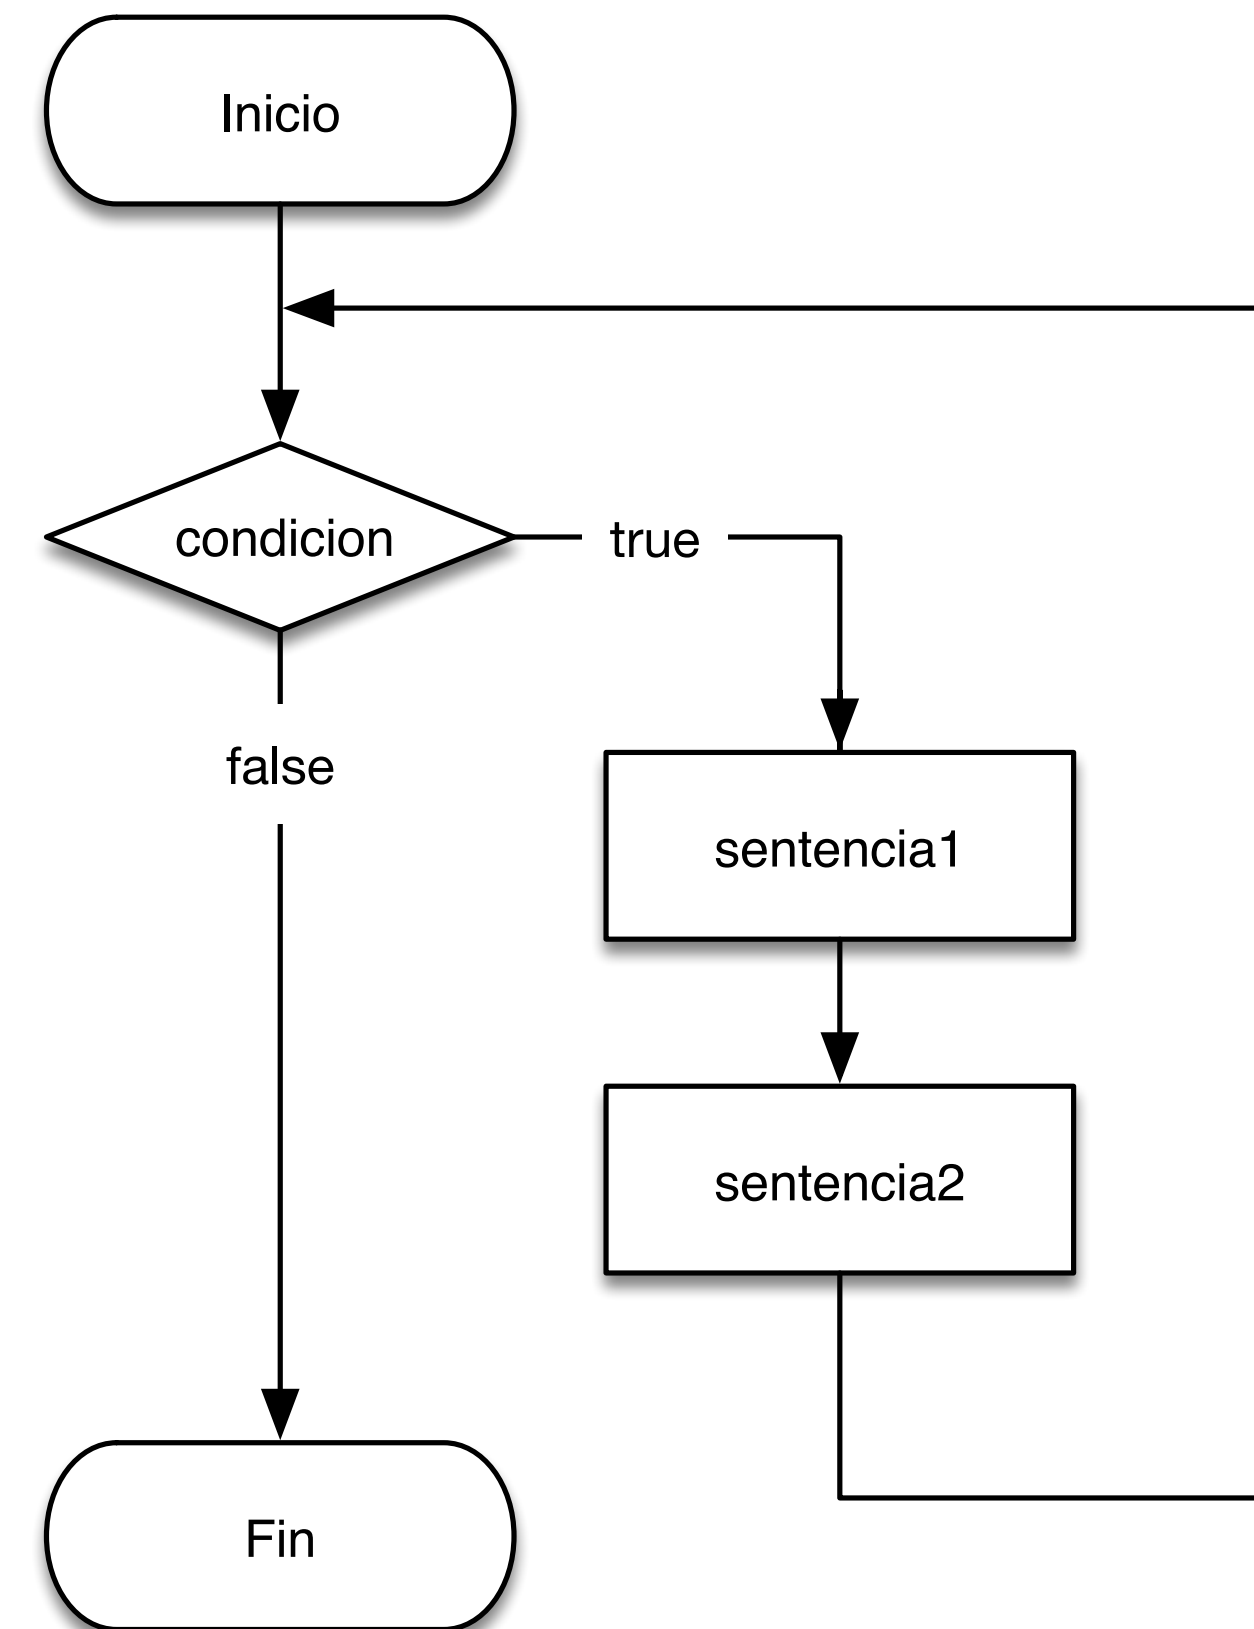 Inicio
condicion
true
false
sentencia1
sentencia2
Fin